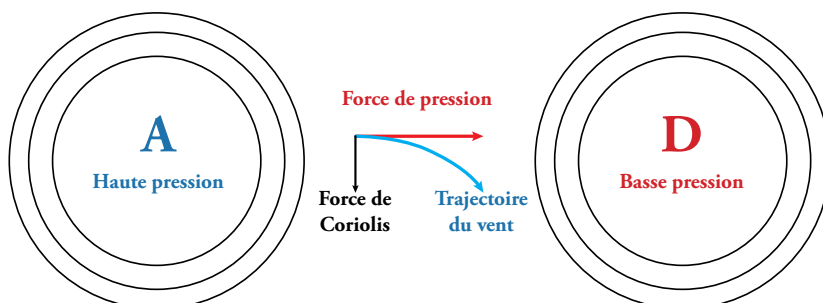 A
Haute pression
Force de pression
Force de
Coriolis
Trajectoire
du vent
D
Basse pression